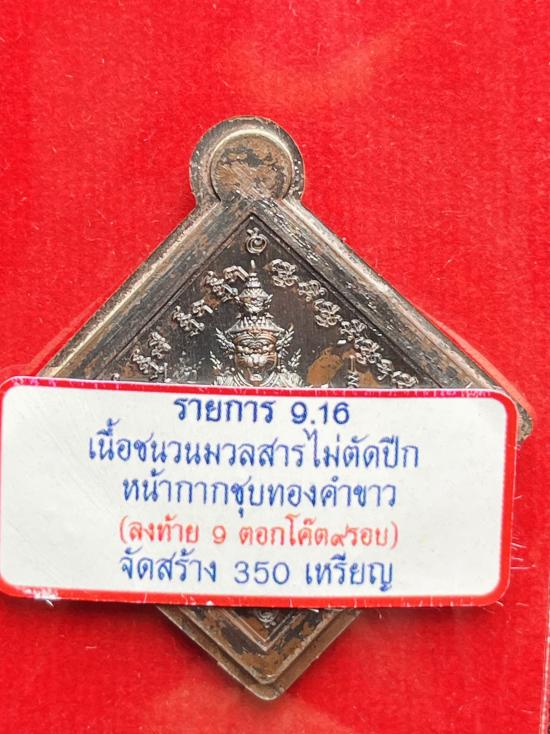 รายการ 9.16
เนื้อชนวนมวลสารไม่ตัดปีก
หน้ากากชุบทองคำขาว
(ลงท้าย 9 ตอกโค๊ต๙รอบ)
จัดสร้าง 350 เหรียญ